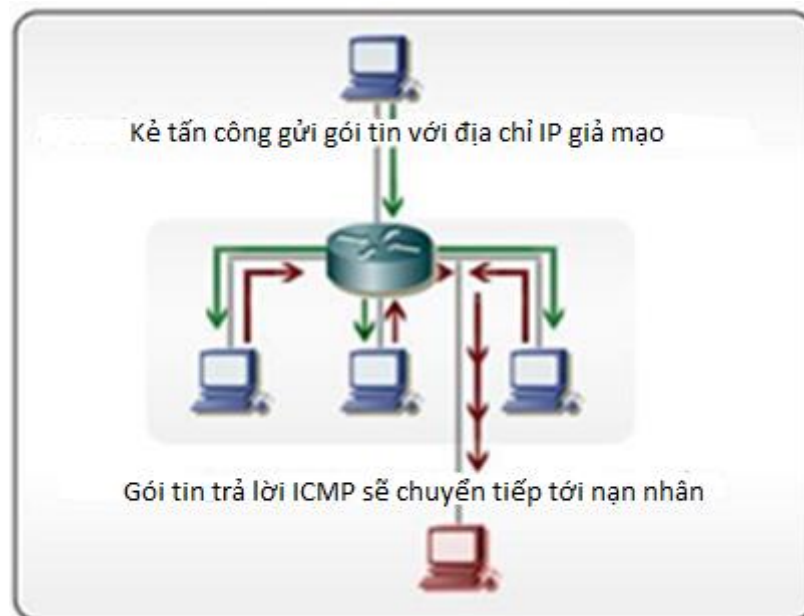 Kẻ tấn công gửi gói tin với địa chỉ IP giả mạo
Gói tin trả lời ICMP sẽ chuyển tiếp tới nạn nhân